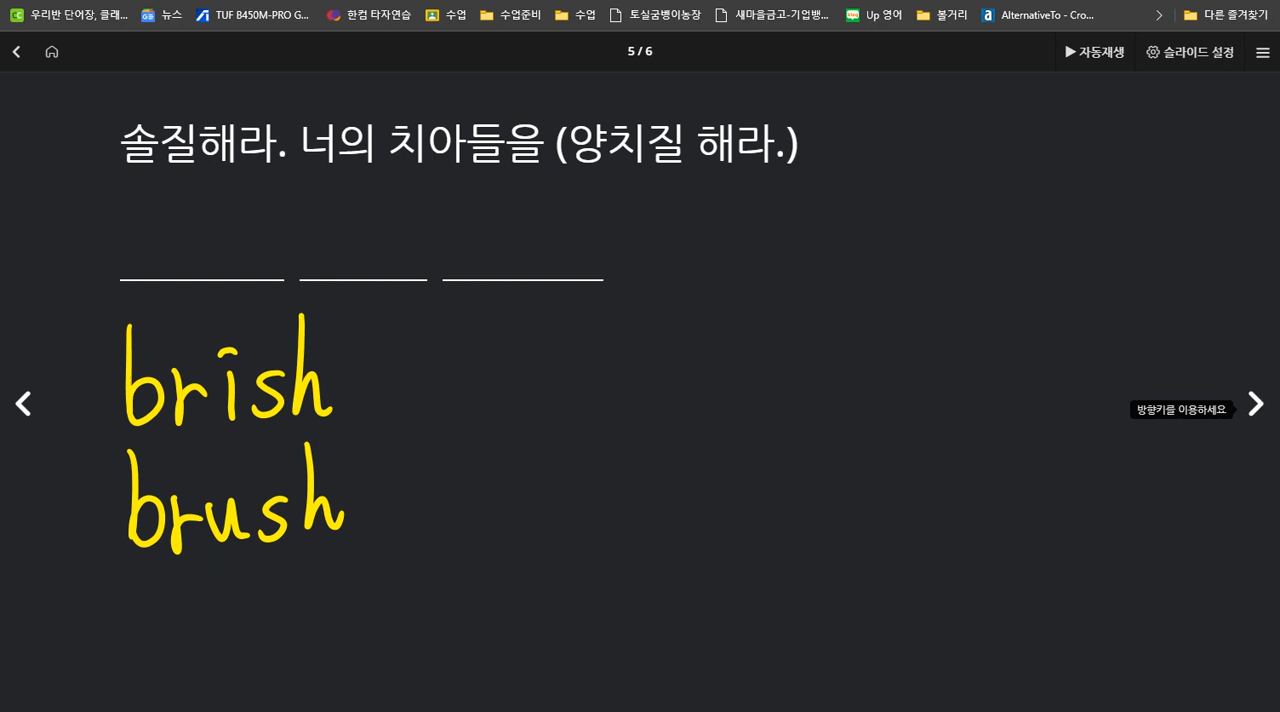 우리반 단어장, 클래... 뉴스 TUF B450M-PRO G... 한컴 타자연습 수업 수업준비 수업 토실굼벵이농장 새마을금고-기업뱅... Up 영어 볼거리 AlternativeTo - Cro... 다른 즐겨찾기
5 / 6 자동재생 슬라이드 설정
솔질해라. 너의 치아들을 (양치질 해라.)
brish
방향키를 이용하세요
brush